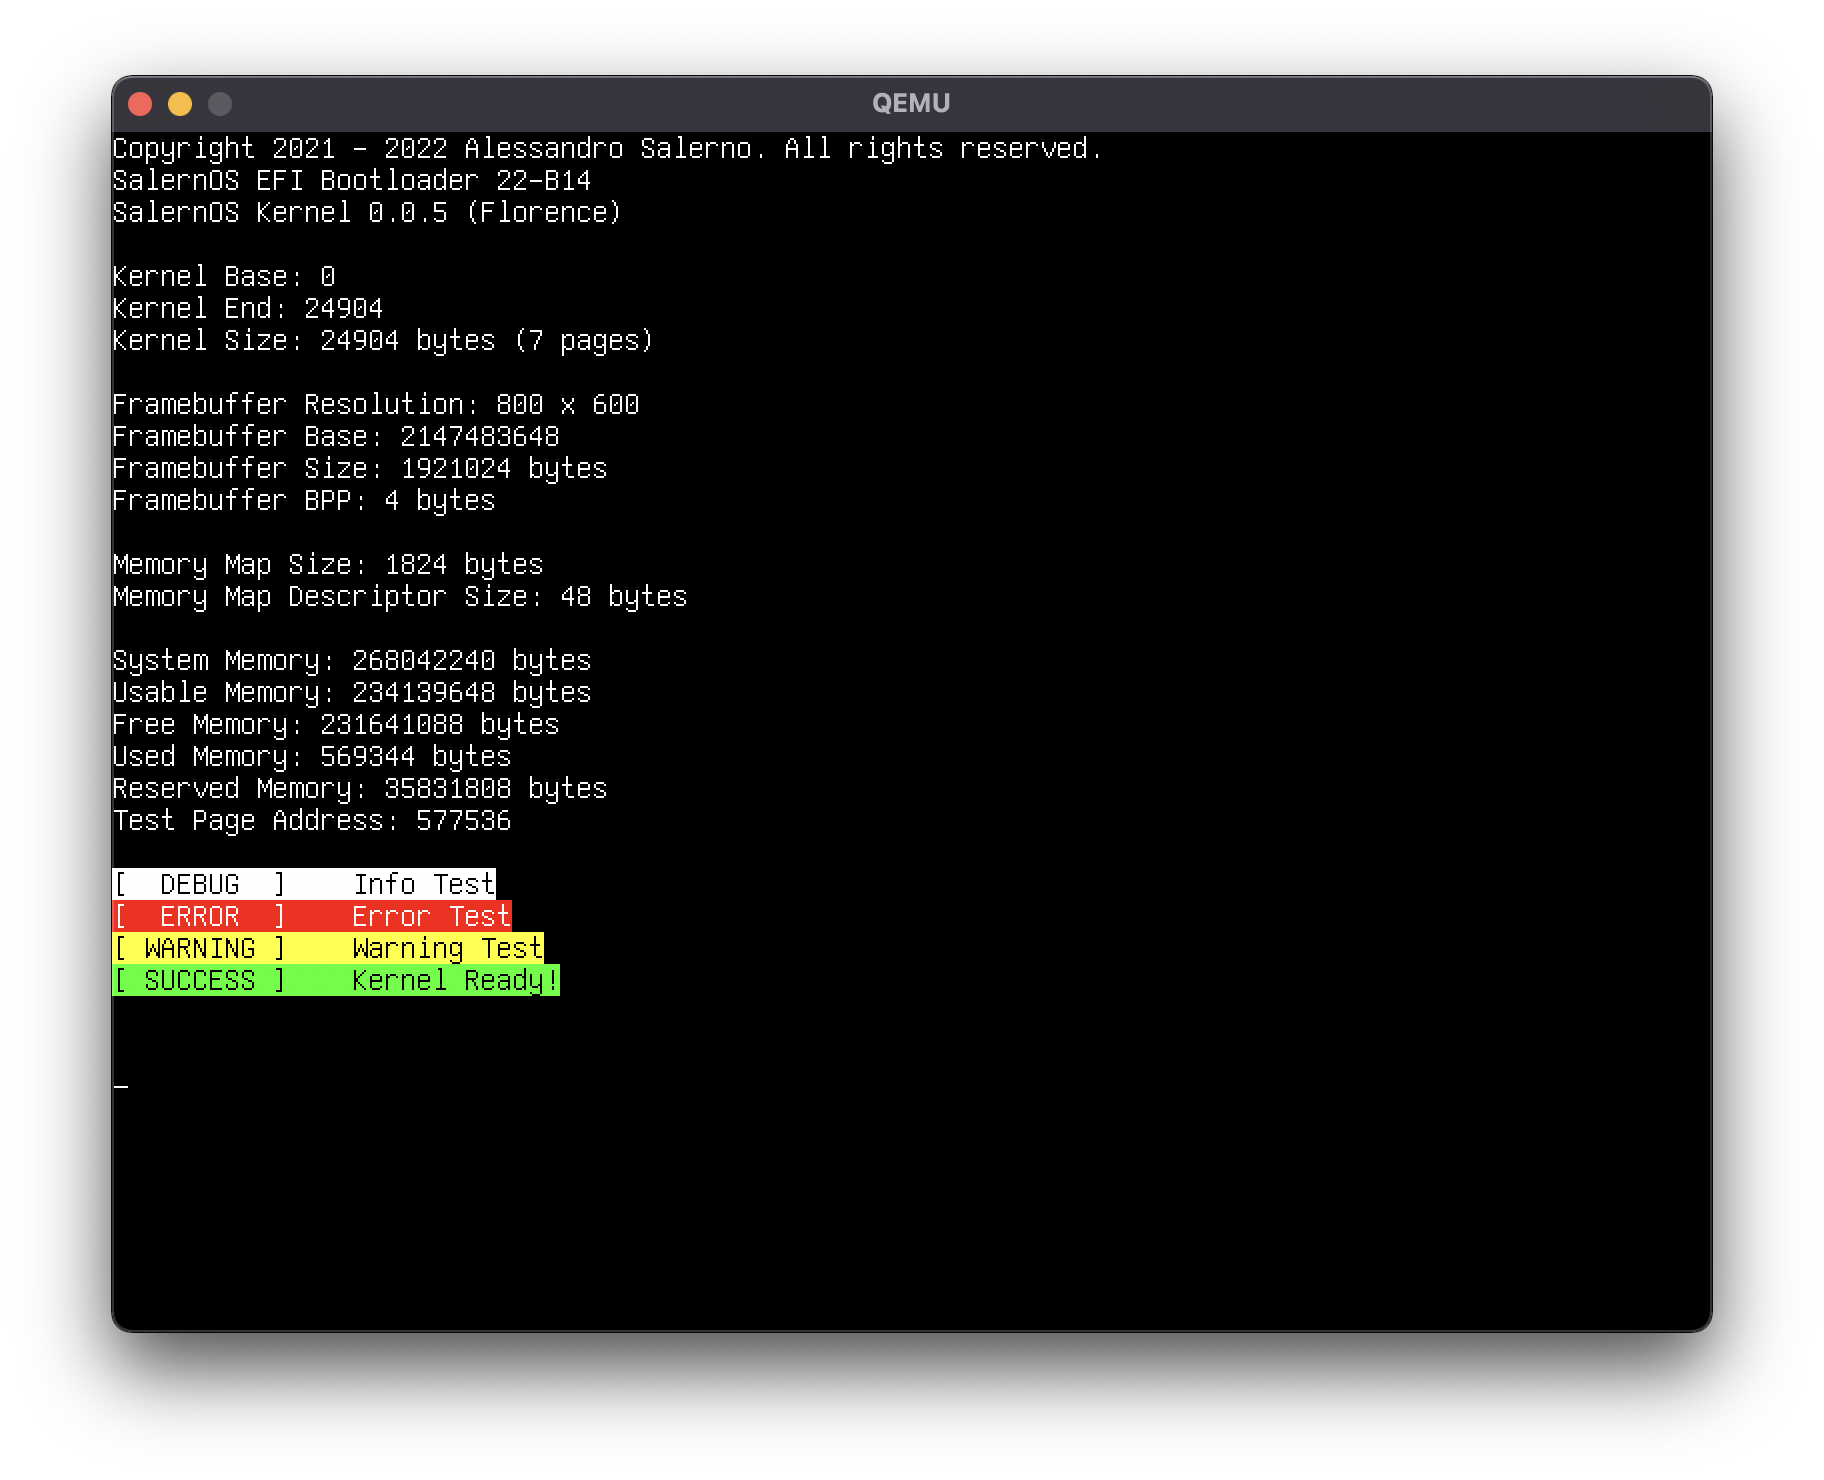 QEMU
Copyright 2021 - 2022 Alessandro Salerno. All rights reserved.
SalernOS EFI Bootloader 22-B14
SalernOS Kernel 0.0.5 (Florence)
Kernel Base: 0
Kernel End: 24904
Kernel Size: 24904 bytes (7 pages)
Framebuffer Resolution: 800 x 600
Framebuffer Base: 2147483648
Framebuffer Size: 1921024 bytes
Framebuffer BPP: 4 bytes
Memory Map Size: 1824 bytes
Memory Map Descriptor Size: 48 bytes
System Memory: 268042240 bytes
Usable Memory: 234139648 bytes
Free Memory: 231641088 bytes
Used Memory: 569344 bytes
Reserved Memory: 35831808 bytes
Test Page Address: 577536
[  DEBUG  ]    Info Test
[  ERROR  ]    Error Test
[ WARNING ]    Warning Test
[ SUCCESS ]    Kernel Ready!
_